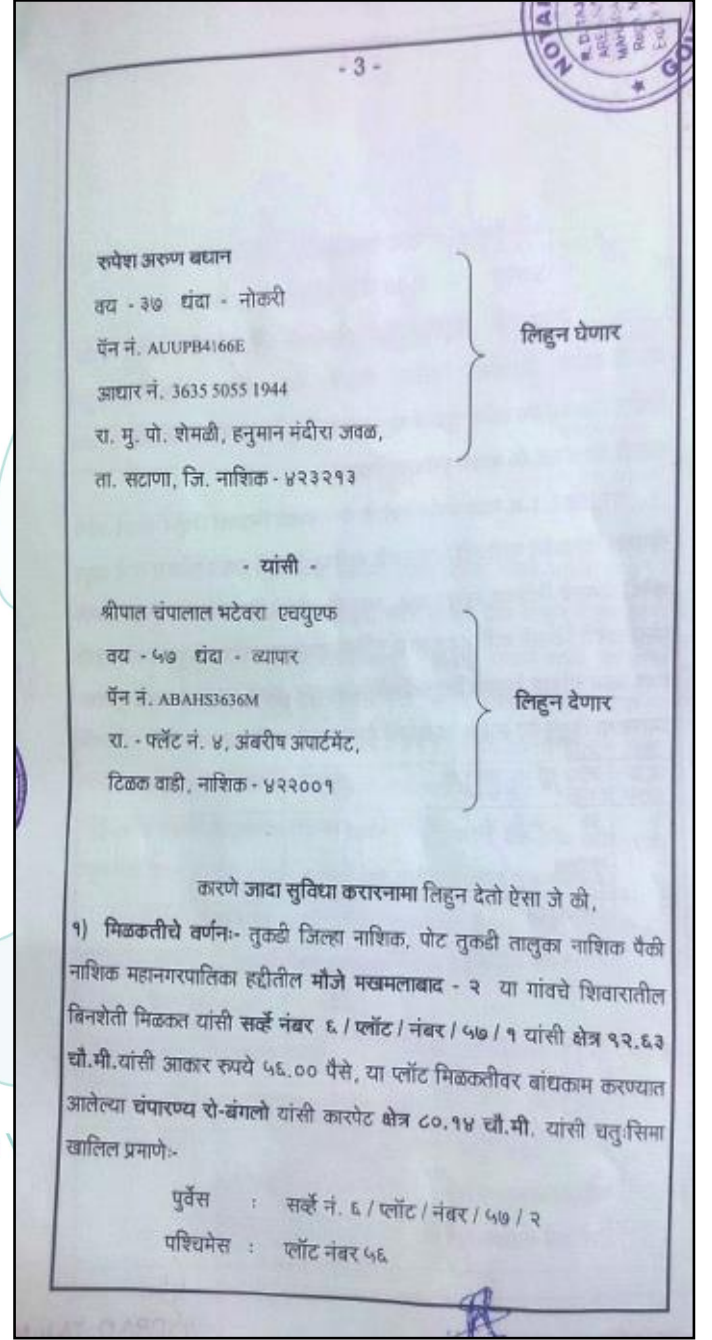 - 3 -
NOTA
R. D. TA
रुपेश अरुण बधान
वय - ३७ धंदा - नोकरी
पॅन नं. AUUPB4166E
आधार नं. 3635 5055 1944
रा. मु. पो. शेमळी, हनुमान मंदीरा जवळ,
ता. सटाणा, जि. नाशिक - ४२३२१३
लिहुन घेणार
- यांसी -
श्रीपाल चंपालाल भटेवरा एचयुएफ
वय - ५७ धंदा - व्यापार
पॅन नं. ABAHS3636M
रा. - फ्लॅट नं. ४, अंबरीष अपार्टमेंट,
टिळक वाडी, नाशिक - ४२२००१
लिहुन देणार
कारणे जादा सुविधा करारनामा लिहुन देतो ऐसा जे की,
१) मिळकतीचे वर्णनः- तुकडी जिल्हा नाशिक, पोट तुकडी तालुका नाशिक पैकी
नाशिक महानगरपालिका हद्दीतील मौजे मखमलाबाद - २ या गांवचे शिवारातील
बिनशेती मिळकत यांसी सर्व्हे नंबर ६ / प्लॉट / नंबर / ५७ / १ यांसी क्षेत्र ९२.६३
चौ.मी.यांसी आकार रुपये ५६.०० पैसे, या प्लॉट मिळकतीवर बांधकाम करण्यात
आलेल्या चंपारण्य रो-बंगलो यांसी कारपेट क्षेत्र ८०.१४ चौ.मी. यांसी चतुःसिमा
खालिल प्रमाणेः-
पुर्वेस : सर्व्हे नं. ६ / प्लॉट / नंबर / ५७ / २
पश्चिमेस : प्लॉट नंबर ५६